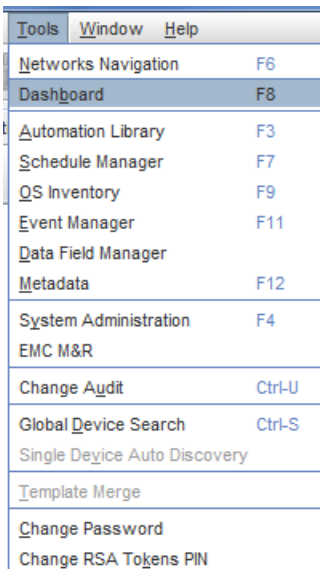 Tools Window Help
Networks Navigation F6
Dashboard F8
Automation Library F3
Schedule Manager F7
OS Inventory F9
Event Manager F11
Data Field Manager
Metadata F12
System Administration F4
EMC M&R
Change Audit Ctrl-U
Global Device Search Ctrl-S
Single Device Auto Discovery
Template Merge
Change Password
Change RSA Tokens PIN